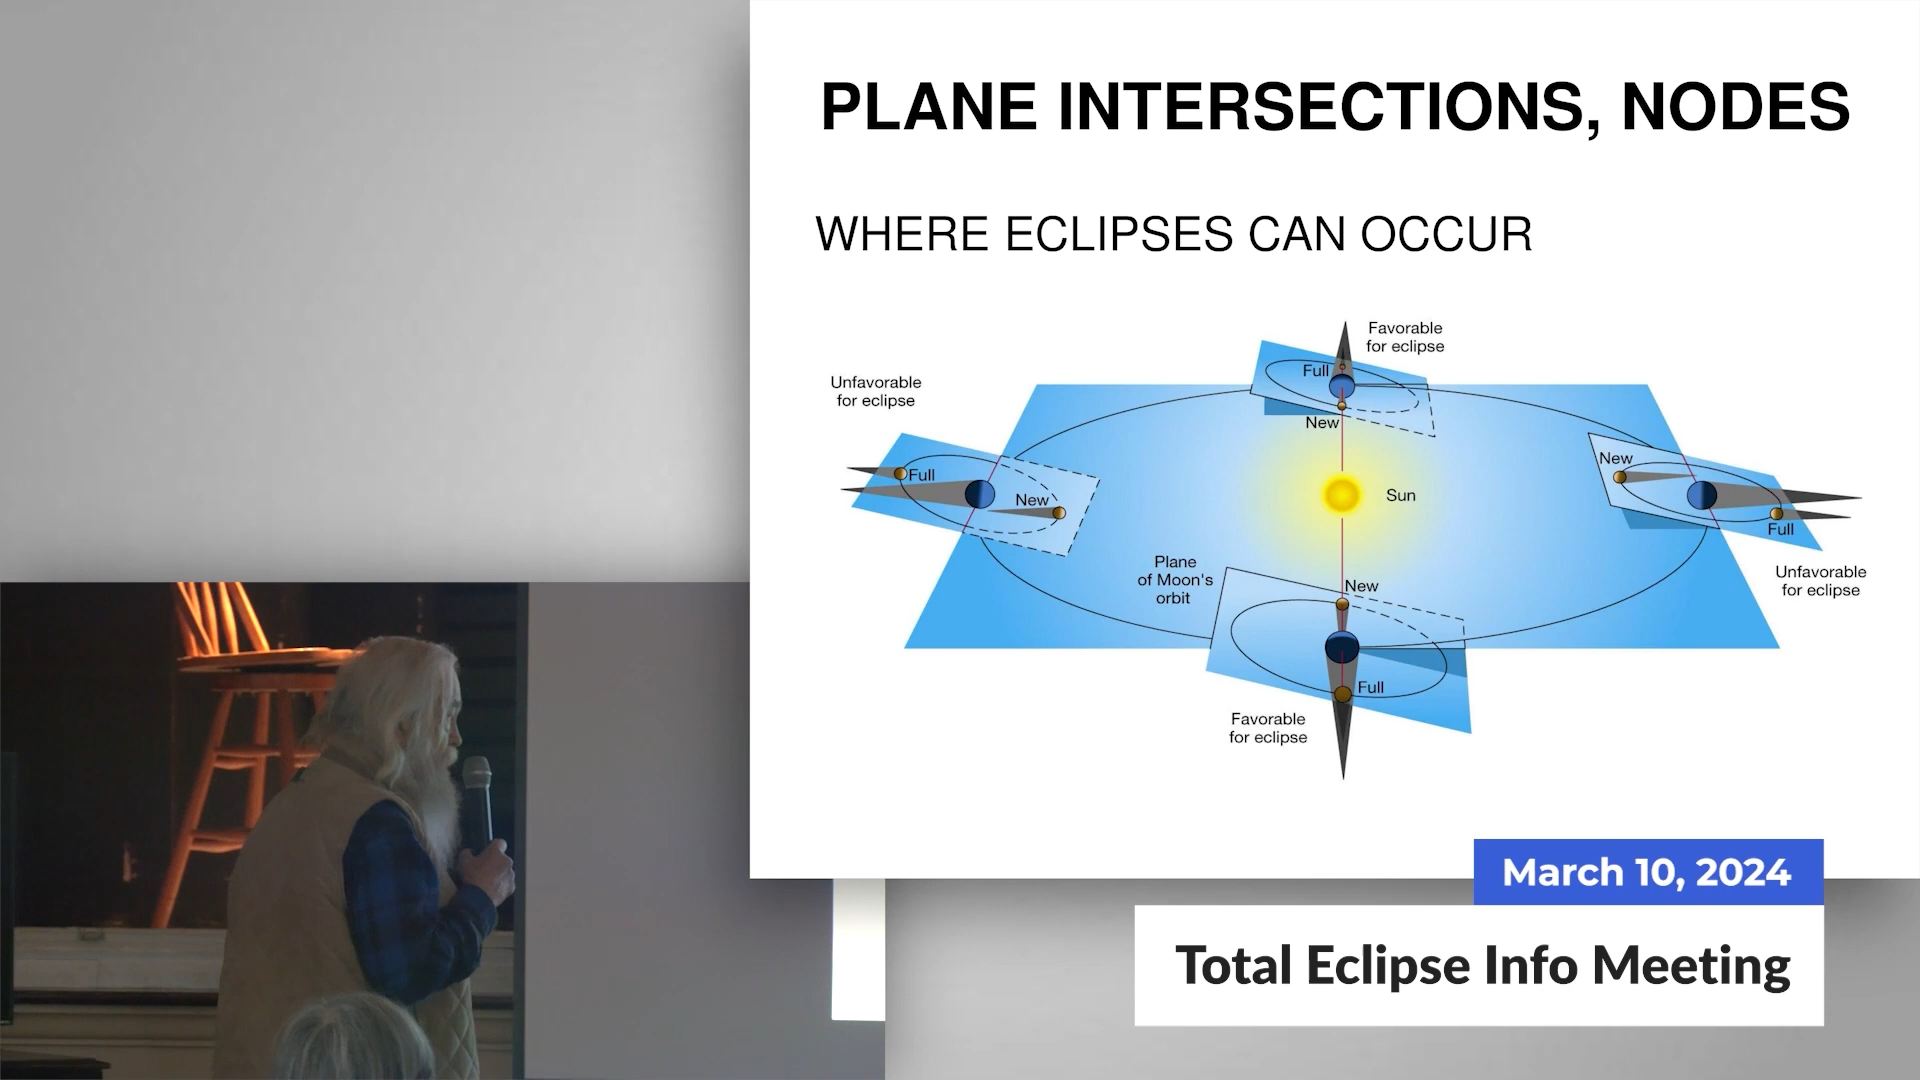 PLANE INTERSECTIONS, NODES
WHERE ECLIPSES CAN OCCUR
Favorable
for eclipse
Full
New
Unfavorable
for eclipse
Full
New
Sun
New
Full
Unfavorable
for eclipse
Plane
of Moon's
orbit
New
Full
Favorable
for eclipse
March 10, 2024
Total Eclipse Info Meeting